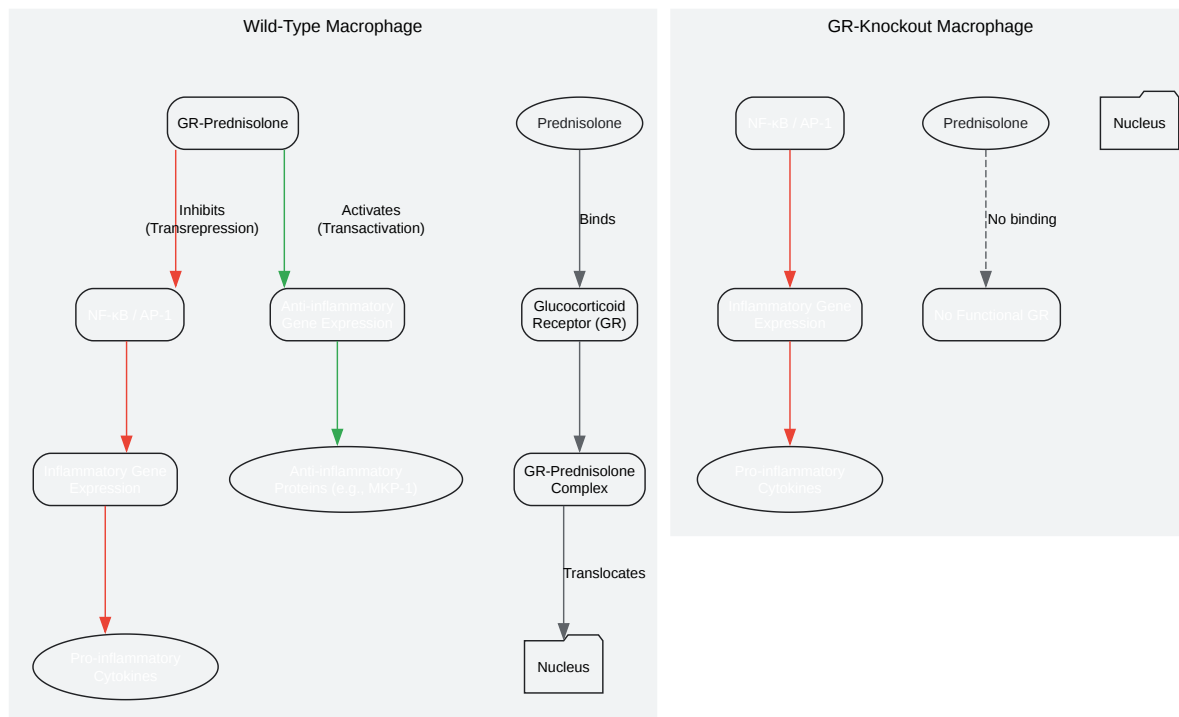 Wild-Type Macrophage
GR-Prednisolone
Prednisolone
Inhibits
(Transrepression)
Activates
(Transactivation)
Binds
NF-κB / AP-1
Anti-inflammatory
Gene Expression
Glucocorticoid
Receptor (GR)
Inflammatory Gene
Expression
Anti-inflammatory
Proteins (e.g., MKP-1)
GR-Prednisolone
Complex
Translocates
Pro-inflammatory
Cytokines
Nucleus
GR-Knockout Macrophage
NF-κB / AP-1
Prednisolone
Nucleus
No binding
Inflammatory Gene
Expression
No Functional GR
Pro-inflammatory
Cytokines